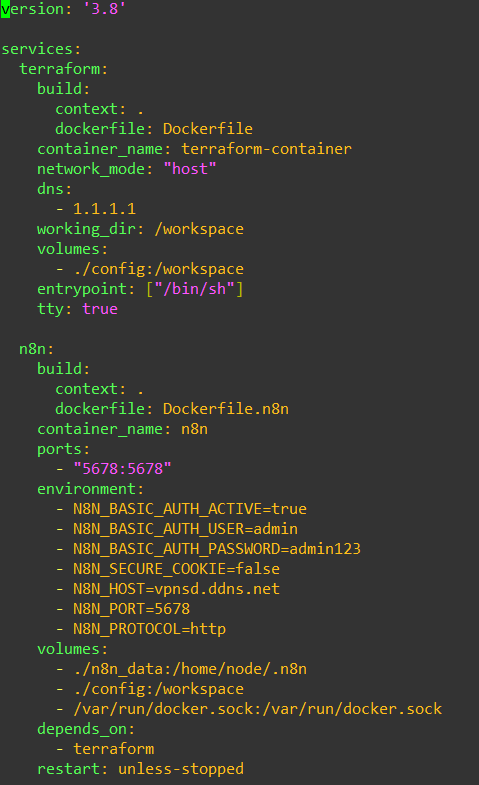 version: '3.8'

services:
  terraform:
    build:
      context: .
      dockerfile: Dockerfile
    container_name: terraform-container
    network_mode: "host"
    dns:
      - 1.1.1.1
    working_dir: /workspace
    volumes:
      - ./config:/workspace
    entrypoint: ["/bin/sh"]
    tty: true

  n8n:
    build:
      context: .
      dockerfile: Dockerfile.n8n
    container_name: n8n
    ports:
      - "5678:5678"
    environment:
      - N8N_BASIC_AUTH_ACTIVE=true
      - N8N_BASIC_AUTH_USER=admin
      - N8N_BASIC_AUTH_PASSWORD=admin123
      - N8N_SECURE_COOKIE=false
      - N8N_HOST=vpnsd.ddns.net
      - N8N_PORT=5678
      - N8N_PROTOCOL=http
    volumes:
      - ./n8n_data:/home/node/.n8n
      - ./config:/workspace
      - /var/run/docker.sock:/var/run/docker.sock
    depends_on:
      - terraform
    restart: unless-stopped